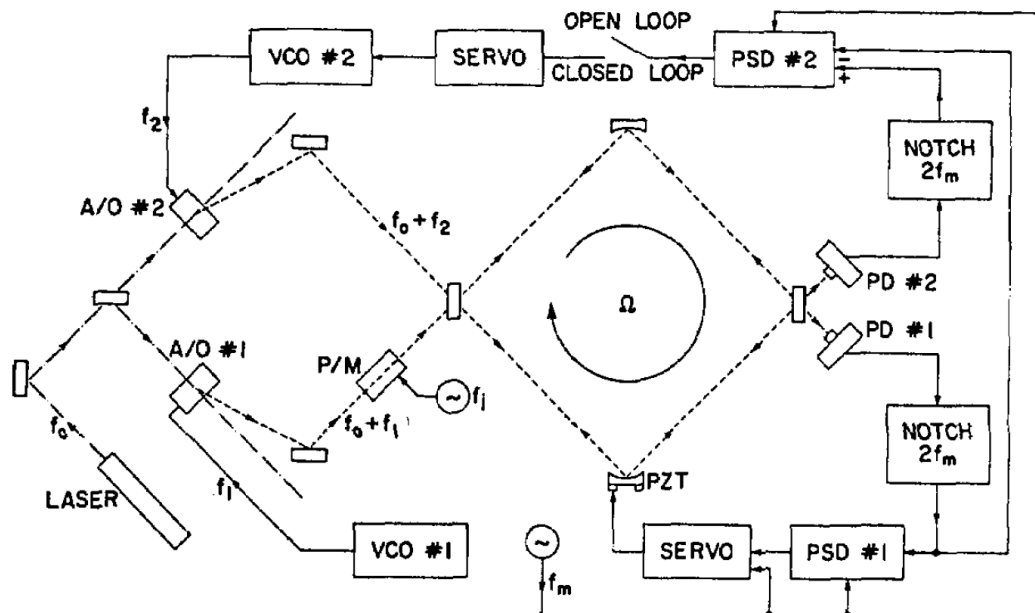 OPEN LOOP
VCO #2
SERVO
CLOSED LOOP
PSD #2
−
+
f₂
NOTCH
2fₘ
A/O #2
f₀ + f₂
PD #2
Ω
PD #1
A/O #1
P/M
~
fⱼ
f₀ + f₁
NOTCH
2fₘ
f₀
LASER
f₁
PZT
VCO #1
~
fₘ
SERVO
PSD #1